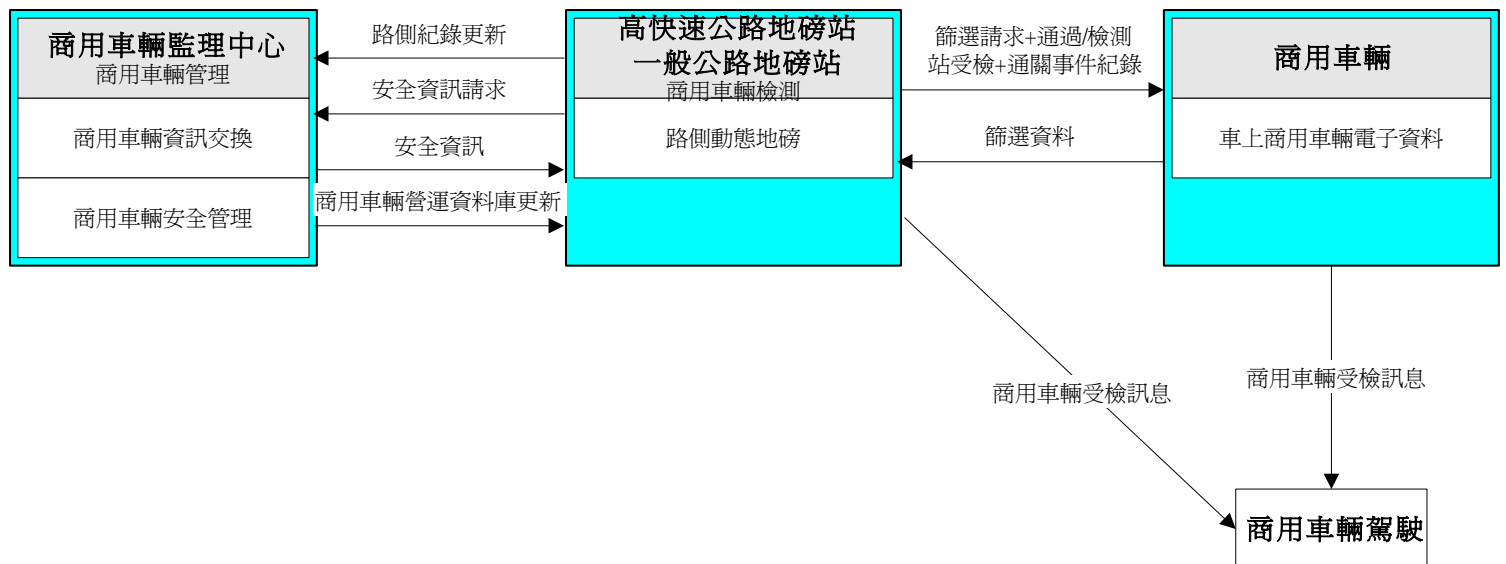 商用車輛監理中心
商用車輛管理
商用車輛資訊交換
商用車輛安全管理
路側紀錄更新
安全資訊請求
安全資訊
商用車輛營運資料庫更新
高快速公路地磅站
一般公路地磅站
商用車輛檢測
路側動態地磅
篩選請求+通過/檢測
站受檢+通關事件紀錄
篩選資料
商用車輛
車上商用車輛電子資料
商用車輛受檢訊息
商用車輛受檢訊息
商用車輛駕駛